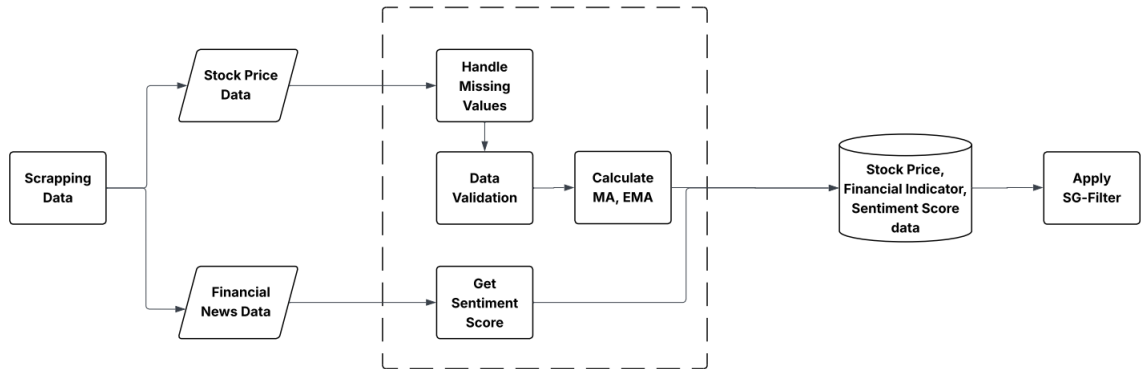 Stock Price
Data
Handle
Missing
Values
Scrapping
Data
Data
Validation
Calculate
MA, EMA
Stock Price,
Financial Indicator,
Sentiment Score
data
Apply
SG-Filter
Financial
News Data
Get
Sentiment
Score